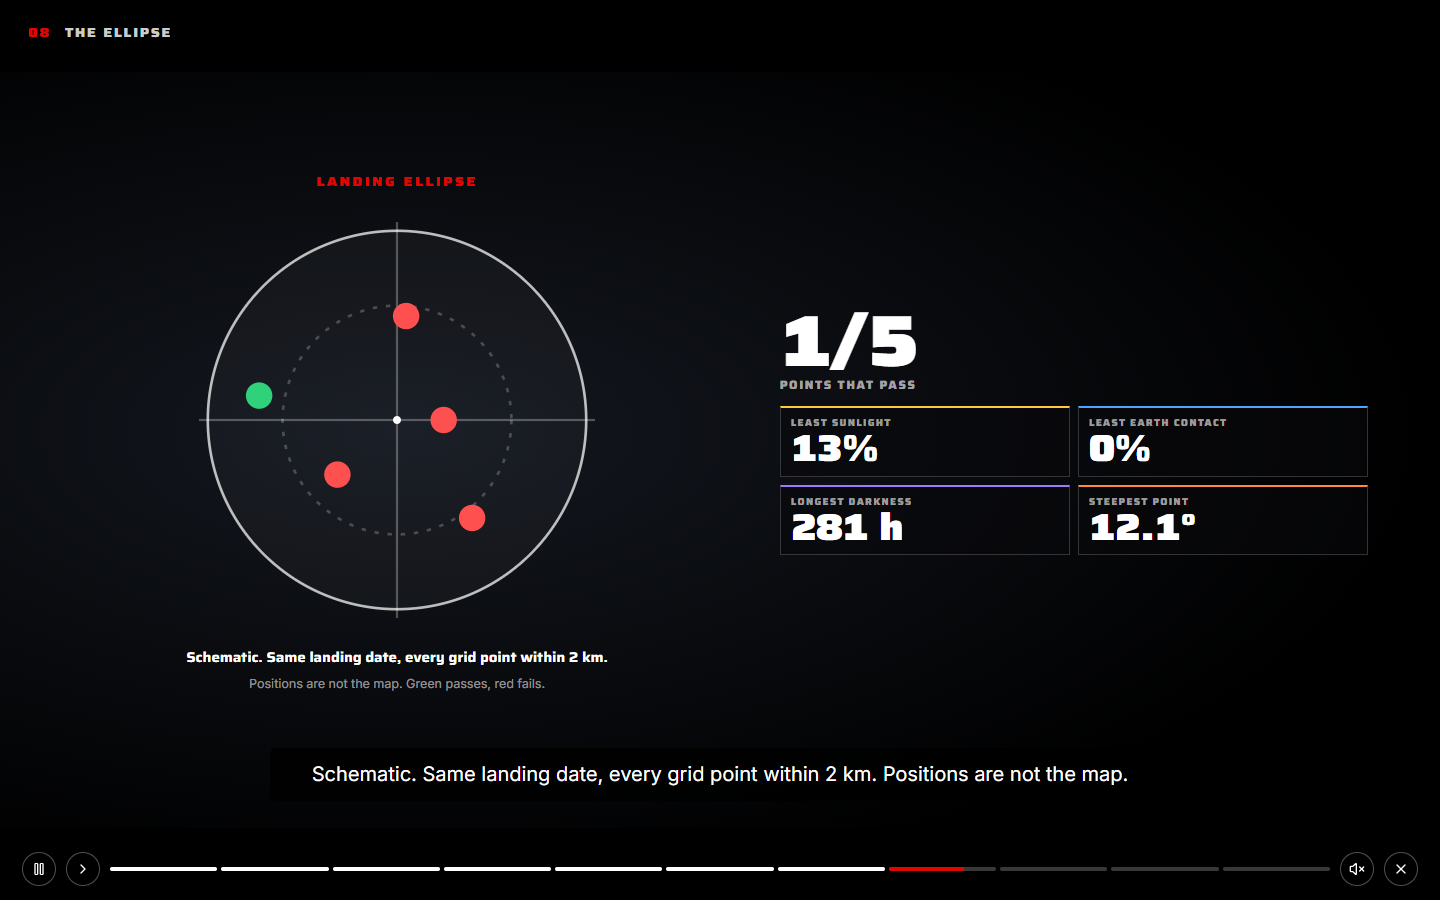 08 THE ELLIPSE
LANDING ELLIPSE
1/5
POINTS THAT PASS
LEAST SUNLIGHT
13%
LEAST EARTH CONTACT
0%
LONGEST DARKNESS
281 h
STEEPEST POINT
12.1°
Schematic. Same landing date, every grid point within 2 km.
Positions are not the map. Green passes, red fails.
Schematic. Same landing date, every grid point within 2 km. Positions are not the map.